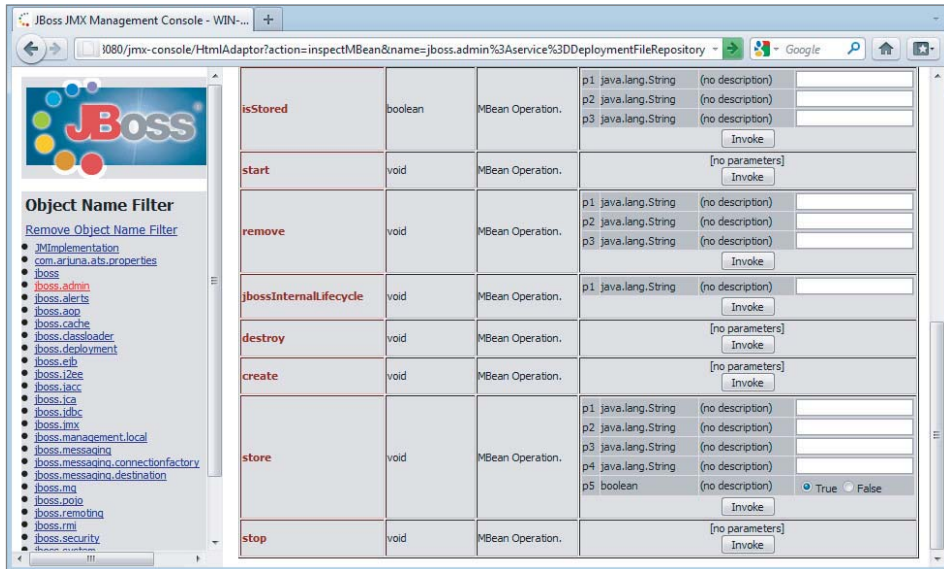 JBoss JMX Management Console - WIN-...
3080/jmx-console/HtmlAdaptor?action=inspectMBean&name=jboss.admin%3Aservice%3DDeploymentFileRepository
Google
JBoss
Object Name Filter
Remove Object Name Filter
JMImplementation
com.arjuna.ats.properties
jboss
jboss.admin
jboss.alerts
jboss.aop
jboss.cache
jboss.classloader
jboss.deployment
jboss.ejb
jboss.j2ee
jboss.jacc
jboss.jca
jboss.jdbc
jboss.jmx
jboss.management.local
jboss.messaging
jboss.messaging.connectionfactory
jboss.messaging.destination
jboss.mq
jboss.pojo
jboss.remoting
jboss.rmi
jboss.security
jboss.system
isStored boolean MBean Operation.
p1 java.lang.String (no description)
p2 java.lang.String (no description)
p3 java.lang.String (no description)
Invoke
start void MBean Operation.
[no parameters]
Invoke
remove void MBean Operation.
p1 java.lang.String (no description)
p2 java.lang.String (no description)
p3 java.lang.String (no description)
Invoke
jbossInternalLifecycle void MBean Operation.
p1 java.lang.String (no description)
Invoke
destroy void MBean Operation.
[no parameters]
Invoke
create void MBean Operation.
[no parameters]
Invoke
store void MBean Operation.
p1 java.lang.String (no description)
p2 java.lang.String (no description)
p3 java.lang.String (no description)
p4 java.lang.String (no description)
p5 boolean (no description) True False
Invoke
stop void MBean Operation.
[no parameters]
Invoke